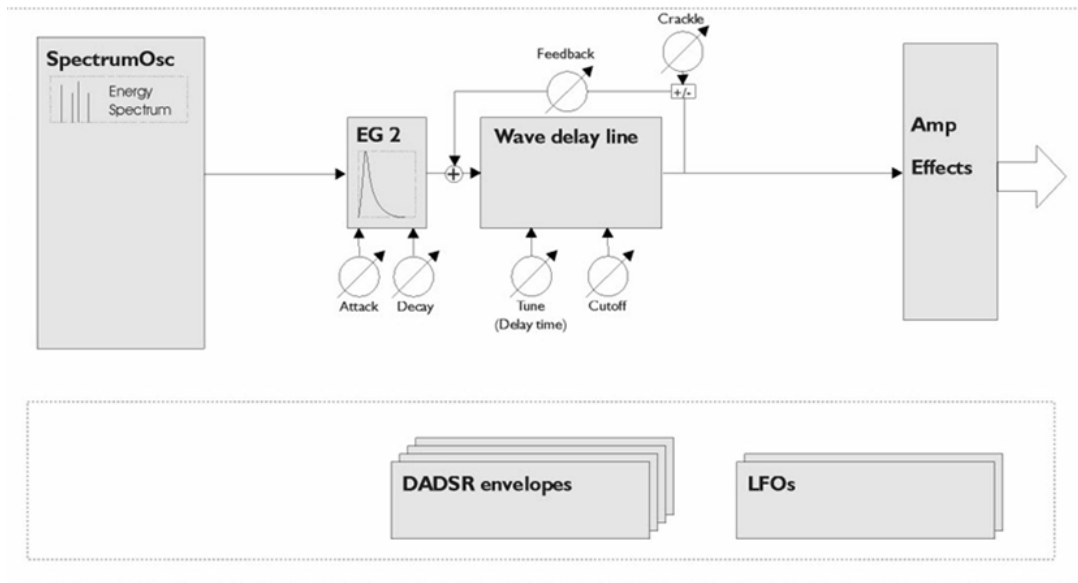 Crackle
SpectrumOsc
Energy
Spectrum
Feedback
+/-
EG 2
Wave delay line
Amp
Effects
+
Attack
Decay
Tune
(Delay time)
Cutoff
DADSR envelopes
LFOs